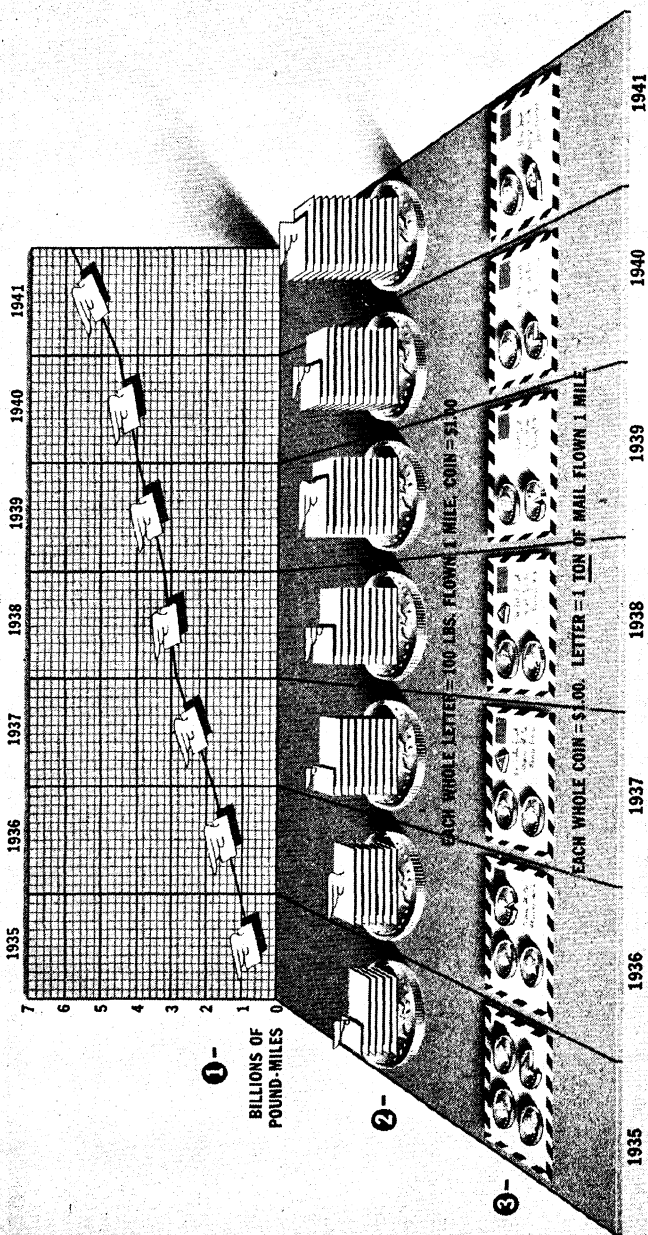 1935 1936 1937 1938 1939 1940 1941
7
6
5
4
3
2
1
0
1-
BILLIONS OF
POUND-MILES
2-
EACH WHOLE LETTER = 100 LBS. FLOWN 1 MILE. COIN = $1.00
3-
EACH WHOLE COIN = $1.00. LETTER = 1 TON OF MAIL FLOWN 1 MILE
1935 1936 1937 1938 1939 1940 1941